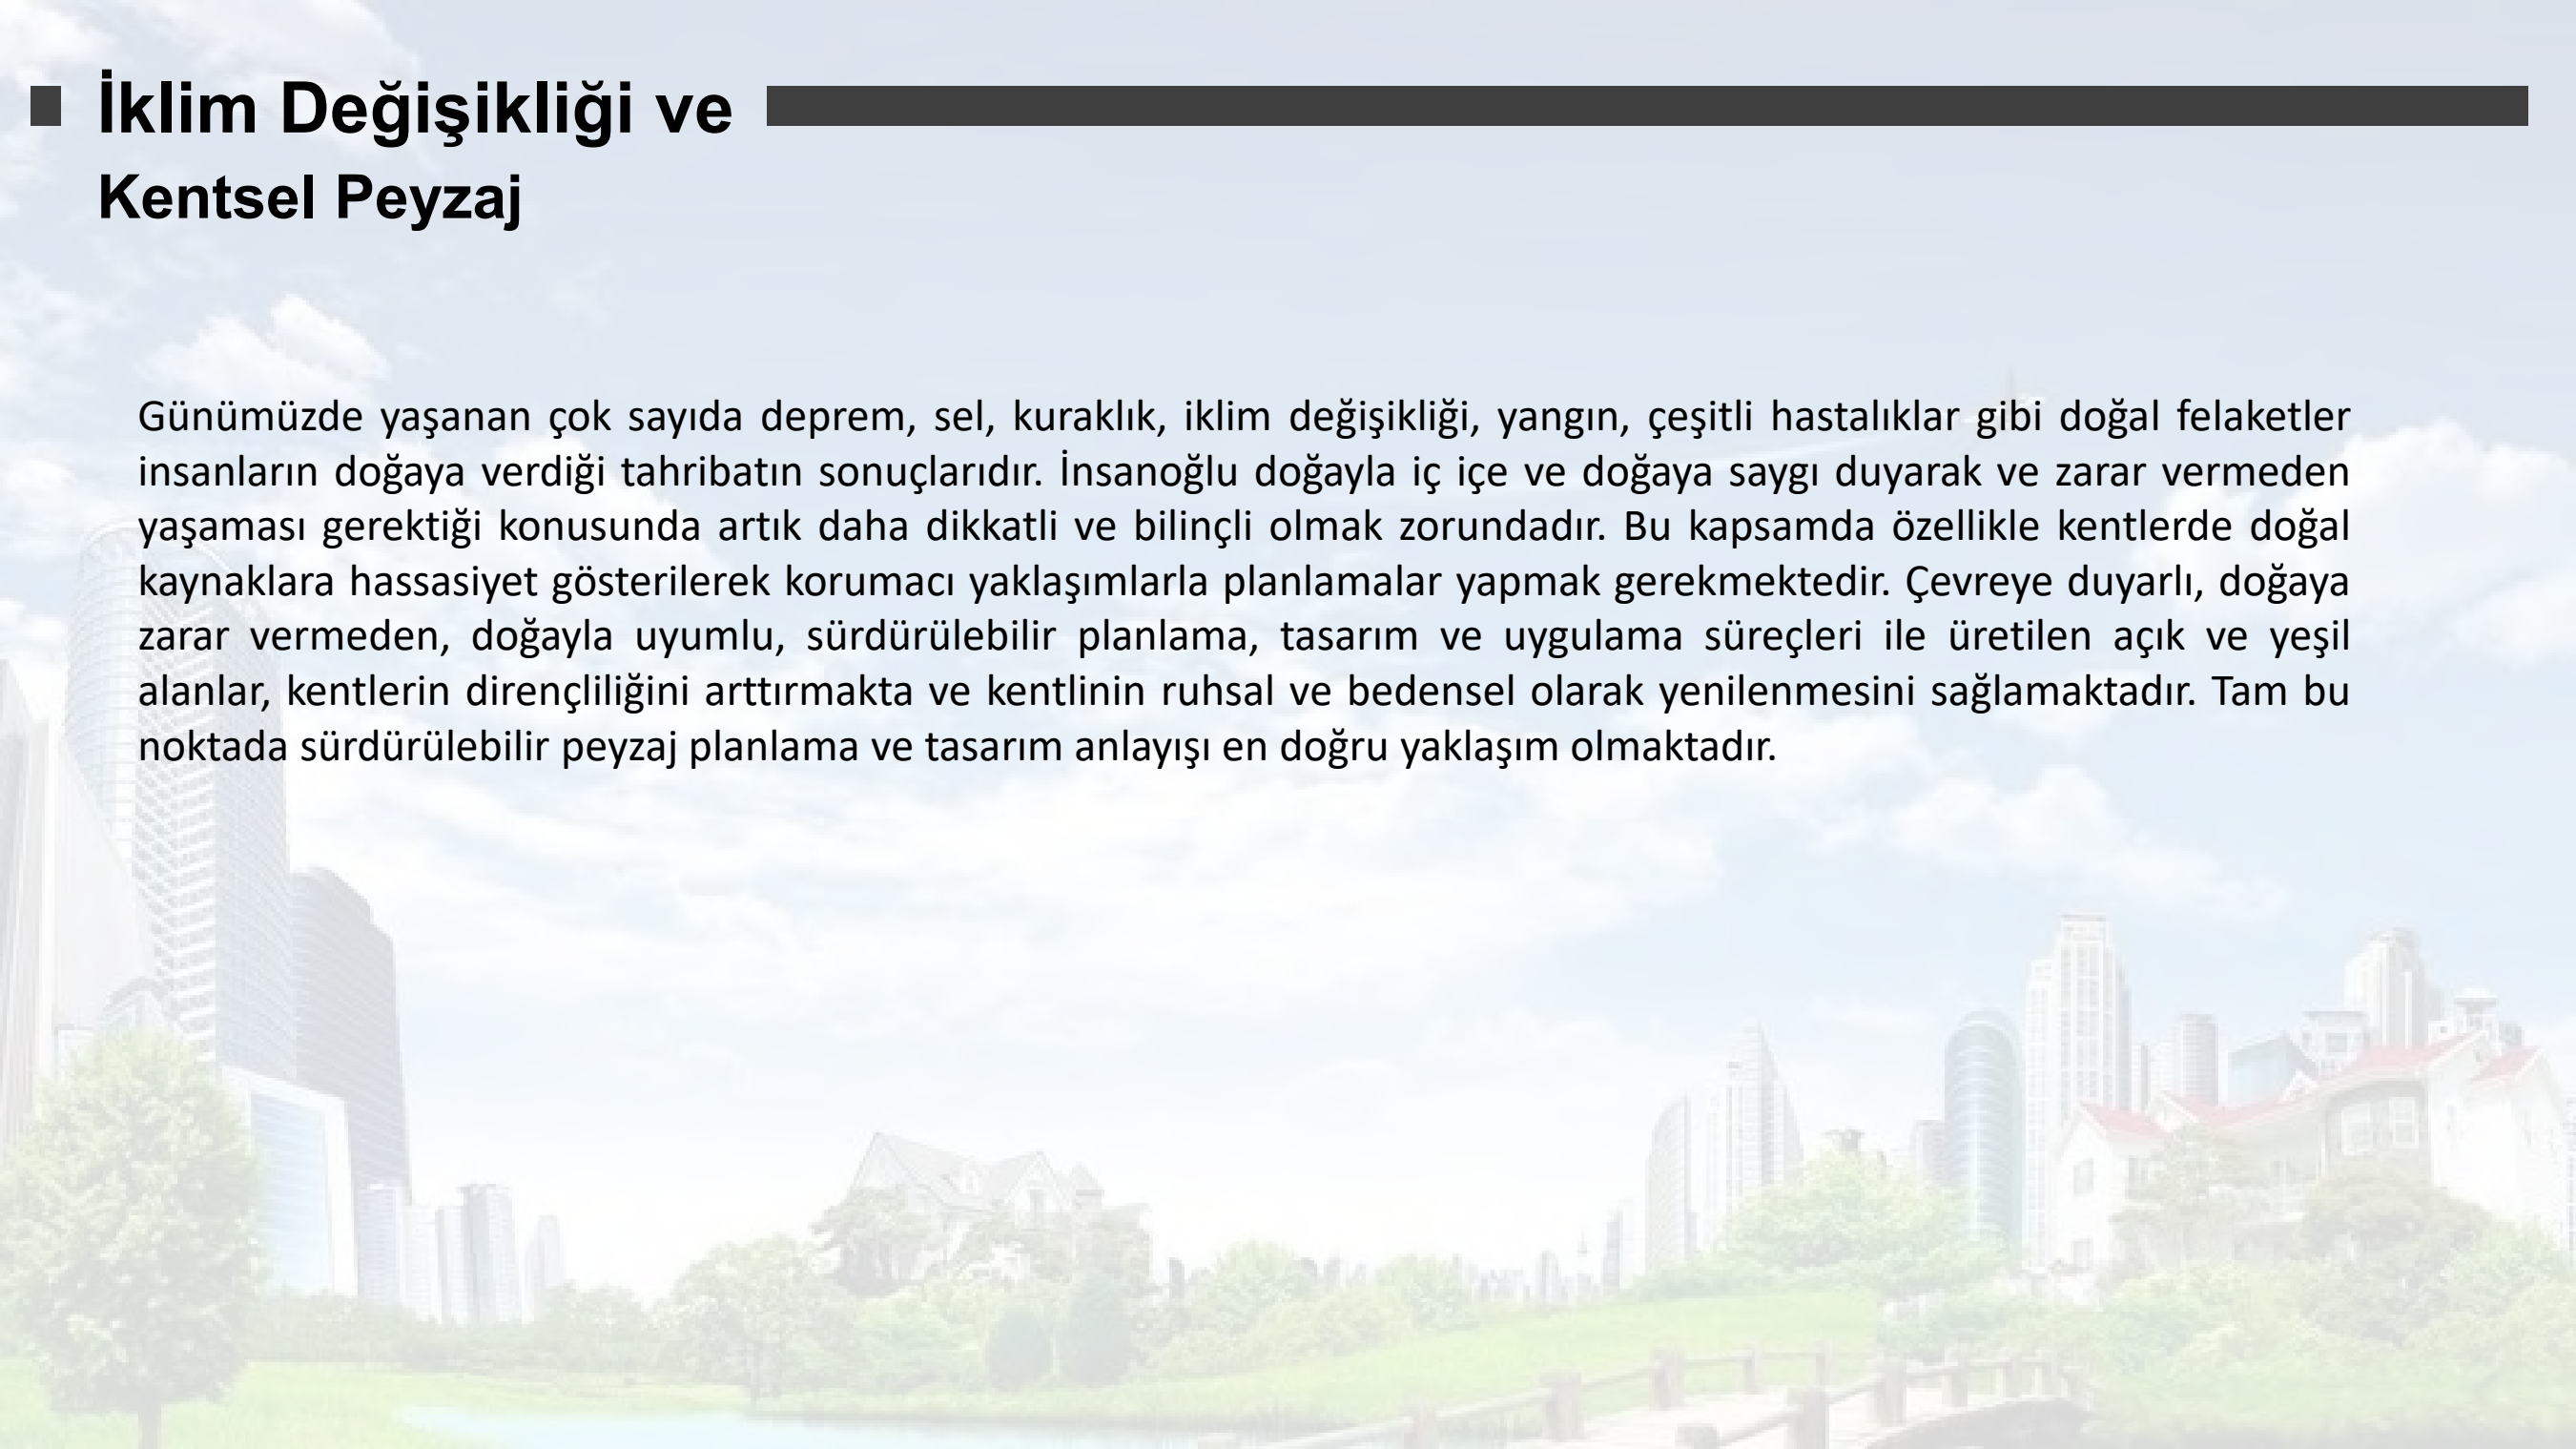 İklim Değişikliği ve
Kentsel Peyzaj
Günümüzde yaşanan çok sayıda deprem, sel, kuraklık, iklim değişikliği, yangın, çeşitli hastalıklar gibi doğal felaketler
insanların doğaya verdiği tahribatın sonuçlarıdır. İnsanoğlu doğayla iç içe ve doğaya saygı duyarak ve zarar vermeden
yaşaması gerektiği konusunda artık daha dikkatli ve bilinçli olmak zorundadır. Bu kapsamda özellikle kentlerde doğal
kaynaklara hassasiyet gösterilerek korumacı yaklaşımlarla planlamalar yapmak gerekmektedir. Çevreye duyarlı, doğaya
zarar vermeden, doğayla uyumlu, sürdürülebilir planlama, tasarım ve uygulama süreçleri ile üretilen açık ve yeşil
alanlar, kentlerin dirençliliğini arttırmakta ve kentlinin ruhsal ve bedensel olarak yenilenmesini sağlamaktadır. Tam bu
noktada sürdürülebilir peyzaj planlama ve tasarım anlayışı en doğru yaklaşım olmaktadır.